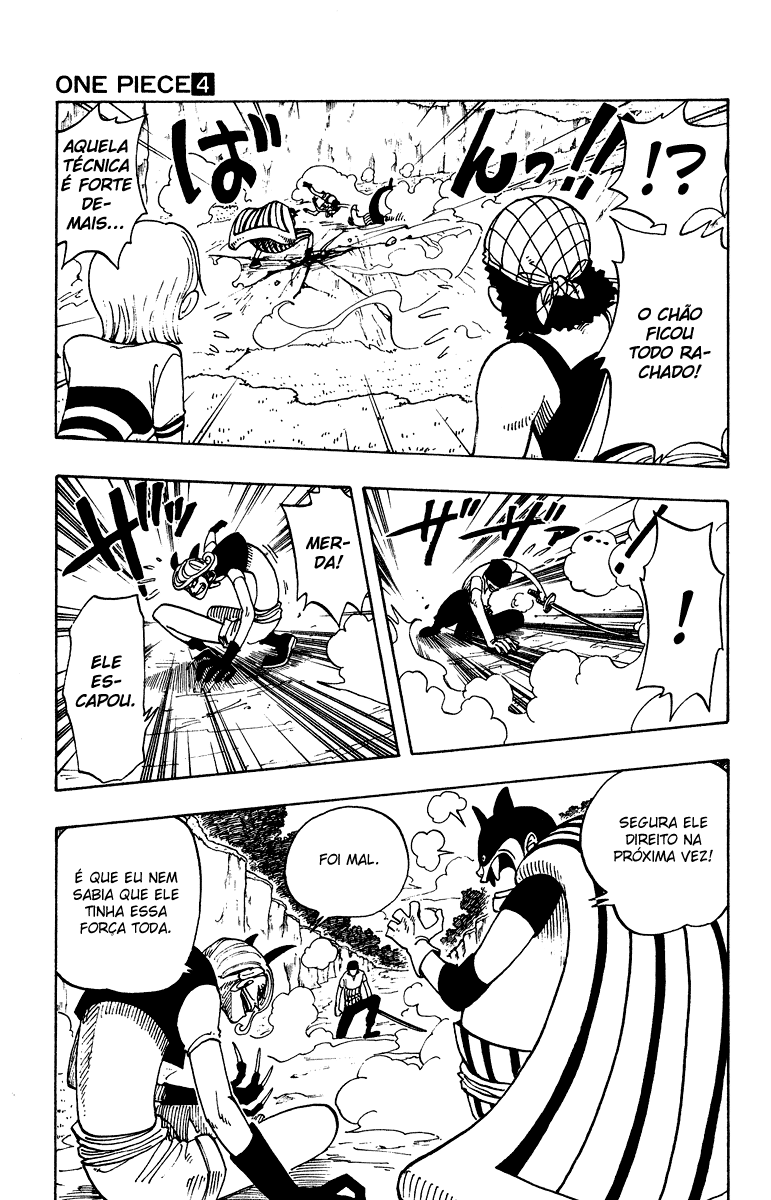 ONE PIECE 4
!?
ばんっ!!
O CHÃO
FICOU
TODO RA-
CHADO!
AQUELA
TÉCNICA
É FORTE
DE-
MAIS...
!
ザザァ
MER-
DA!
ザザッ
ELE
ES-
CAPOU.
SEGURA ELE
DIREITO NA
PRÓXIMA VEZ!
FOI MAL.
É QUE EU NEM
SABIA QUE ELE
TINHA ESSA
FORÇA TODA.